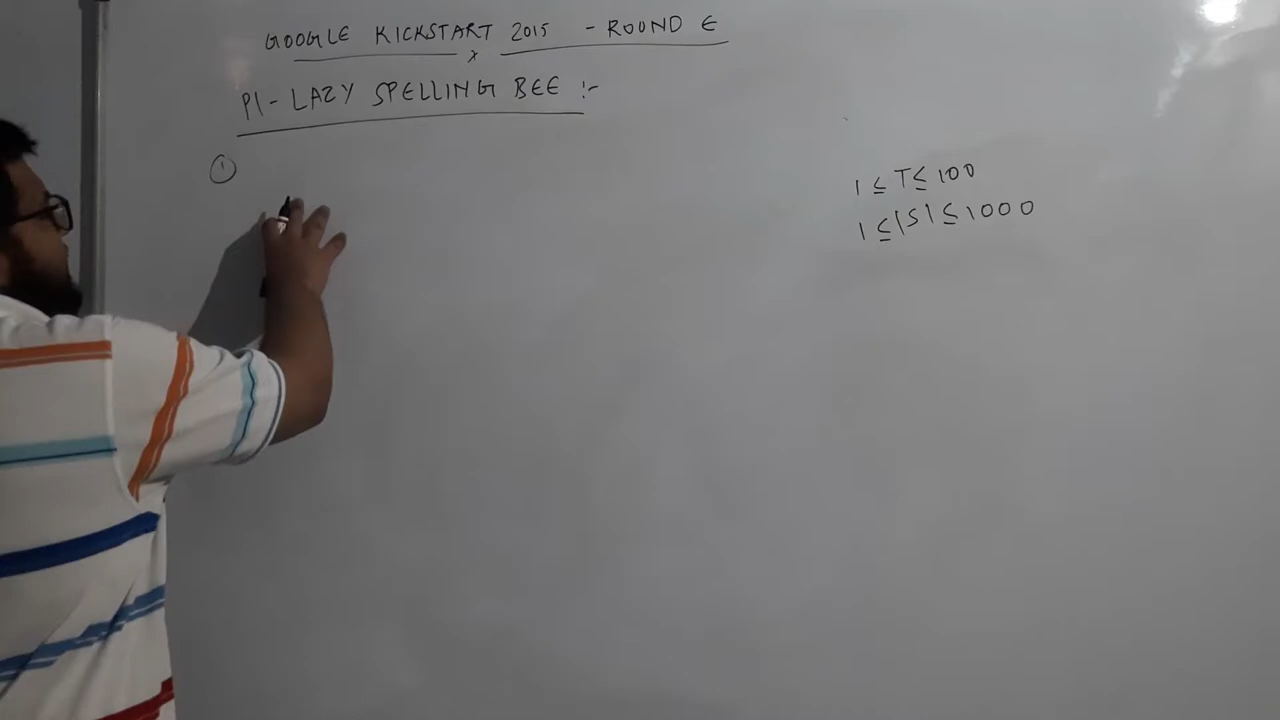 GOOGLE KICKSTART 2015 - ROUND E
x
P1 - LAZY SPELLING BEE :-
①
1 ≤ T ≤ 100
1 ≤ |S| ≤ 1000